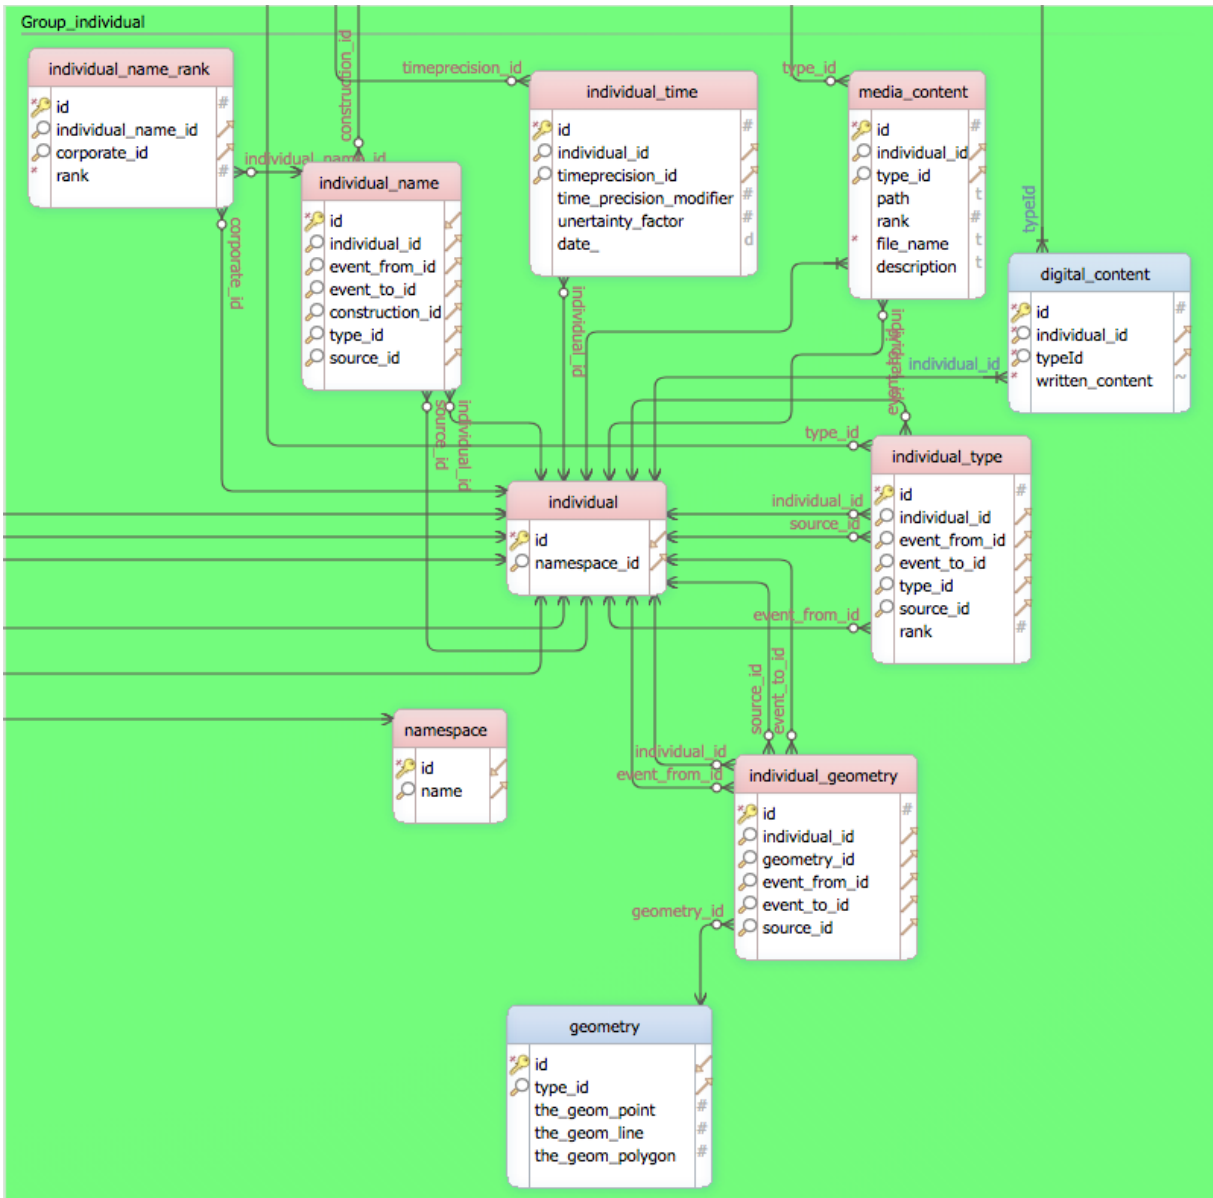 Group_individual
individual_name_rank
id #
individual_name_id
corporate_id
rank #
construction_id
timeprecision_id
individual_time
id #
individual_id
timeprecision_id
time_precision_modifier #
unertainty_factor #
date_ d
type_id
media_content
id #
individual_id
type_id
path t
rank #
file_name t
description t
typeId
digital_content
id #
individual_id
typeId
written_content ~
individual_name_id
individual_name
id
individual_id
event_from_id
event_to_id
construction_id
type_id
source_id
corporate_id
individual_id
individual_id
individual_id
source_id
individual_id
type_id
individual_type
id #
individual_id
event_from_id
event_to_id
type_id
source_id
rank #
individual_id
source_id
event_from_id
individual
id
namespace_id
source_id
event_to_id
individual_id
event_from_id
namespace
id
name
individual_geometry
id #
individual_id
geometry_id
event_from_id
event_to_id
source_id
geometry_id
geometry
id
type_id
the_geom_point #
the_geom_line #
the_geom_polygon #